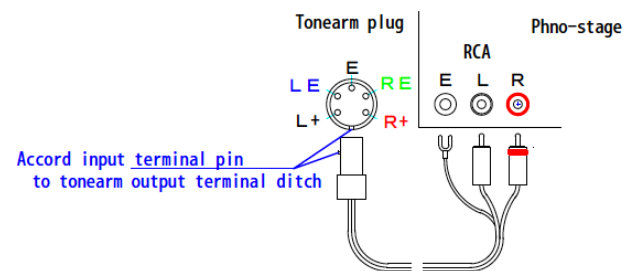 Tonearm plug
Phno-stage
RCA
E L R
E
L E
R E
L+
R+
Accord input terminal pin
to tonearm output terminal ditch